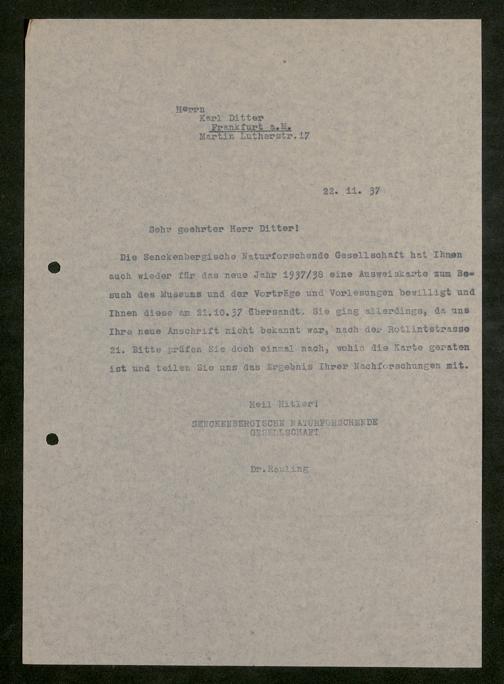 Herrn
Karl Ditter
Frankfurt a.M.
Martin Lutherstr.17
22. 11. 37
Sehr geehrter Herr Ditter!
Die Senckenbergische Naturforschende Gesellschaft hat Ihnen
auch wieder für das neue Jahr 1937/38 eine Ausweiskarte zum Be=
such des Museums und der Vorträge und Vorlesungen bewilligt und
Ihnen diese am 21.10.37 übersandt. Sie ging allerdings, da uns
Ihre neue Anschrift nicht bekannt war, nach der Rotlintstrasse
21. Bitte prüfen Sie doch einmal nach, wohin die Karte geraten
ist und teilen Sie uns das Ergebnis Ihrer Nachforschungen mit.
Heil Hitler!
SENCKENBERGISCHE NATURFORSCHENDE
GESELLSCHAFT
Dr.